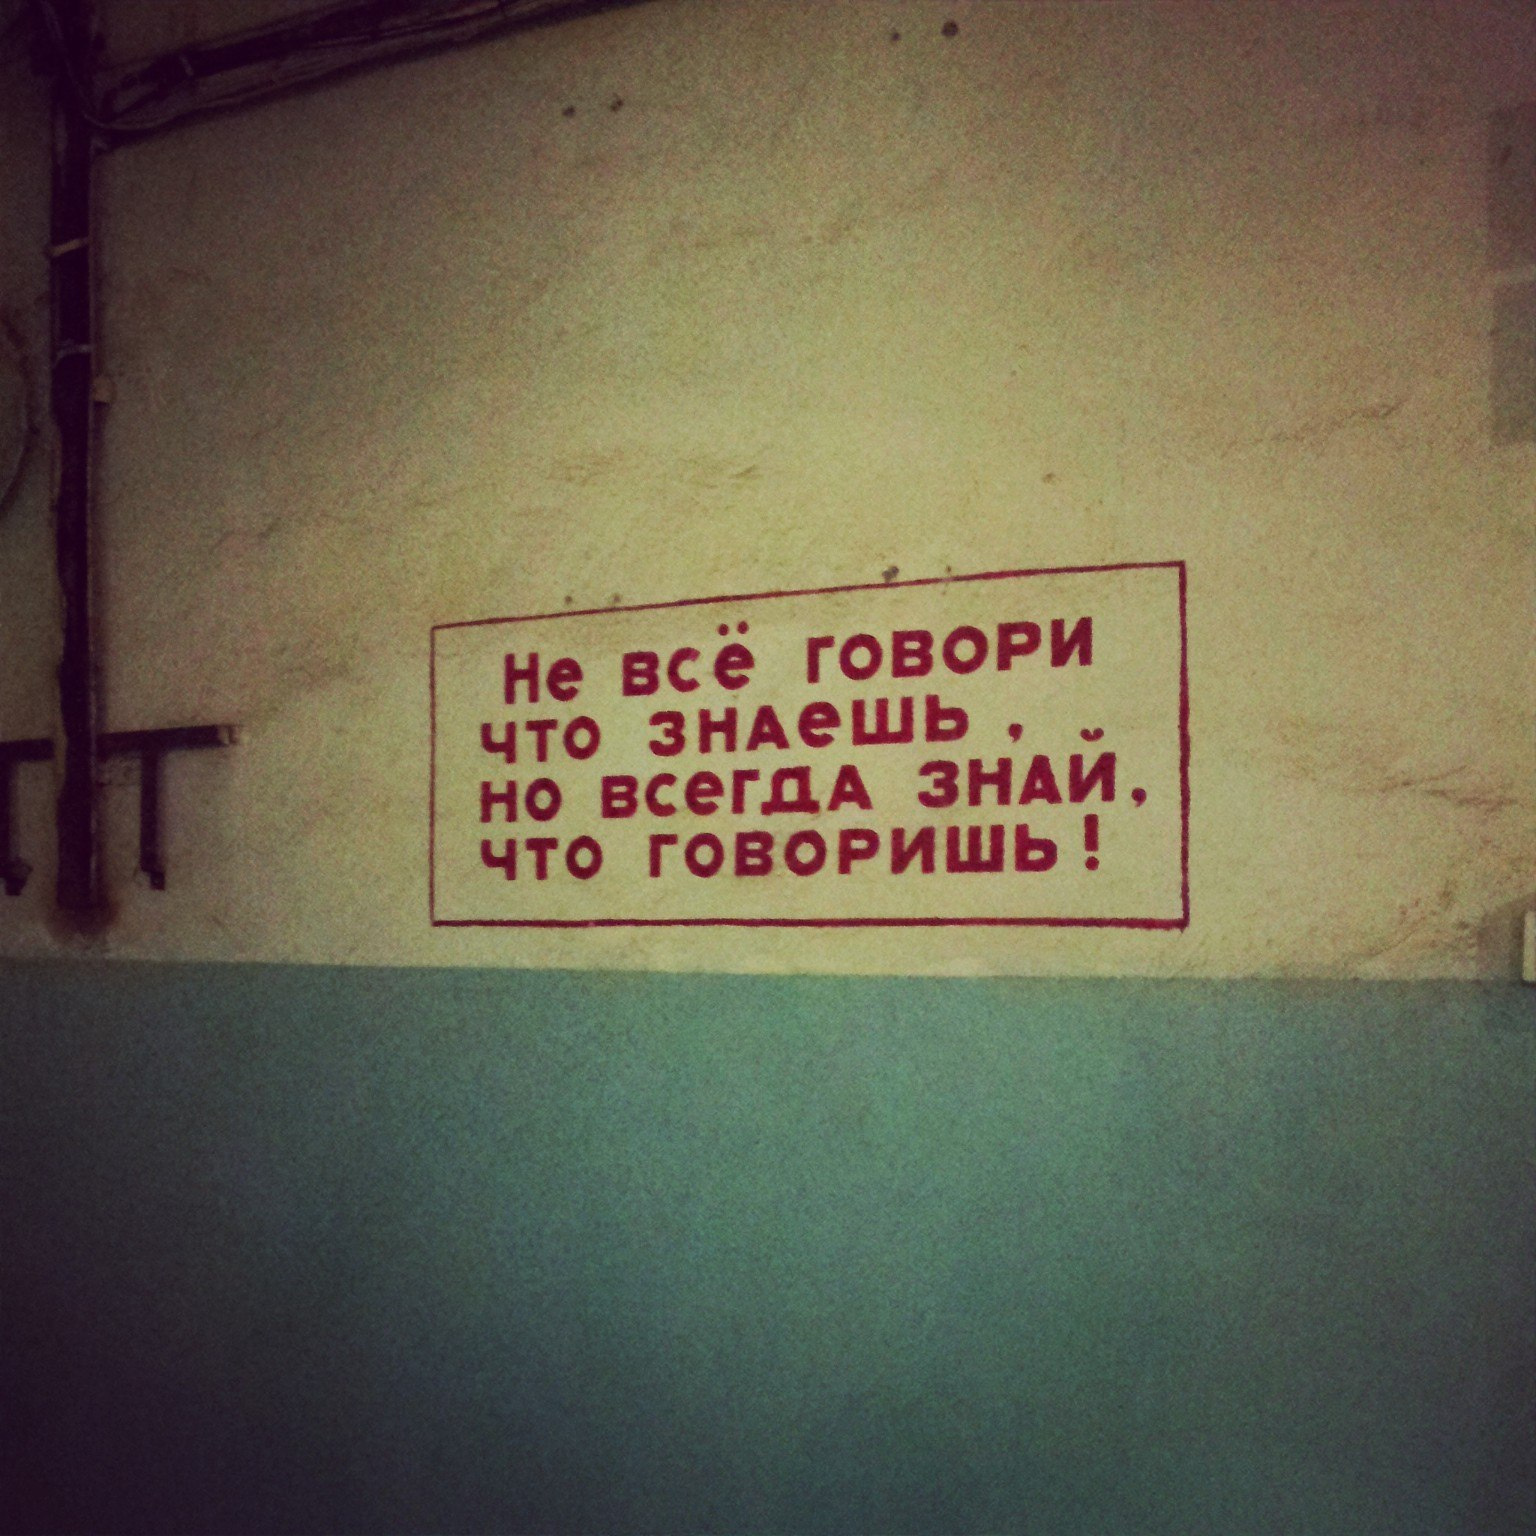 Не всё говори
что знаешь ,
но всегда знай,
что говоришь!